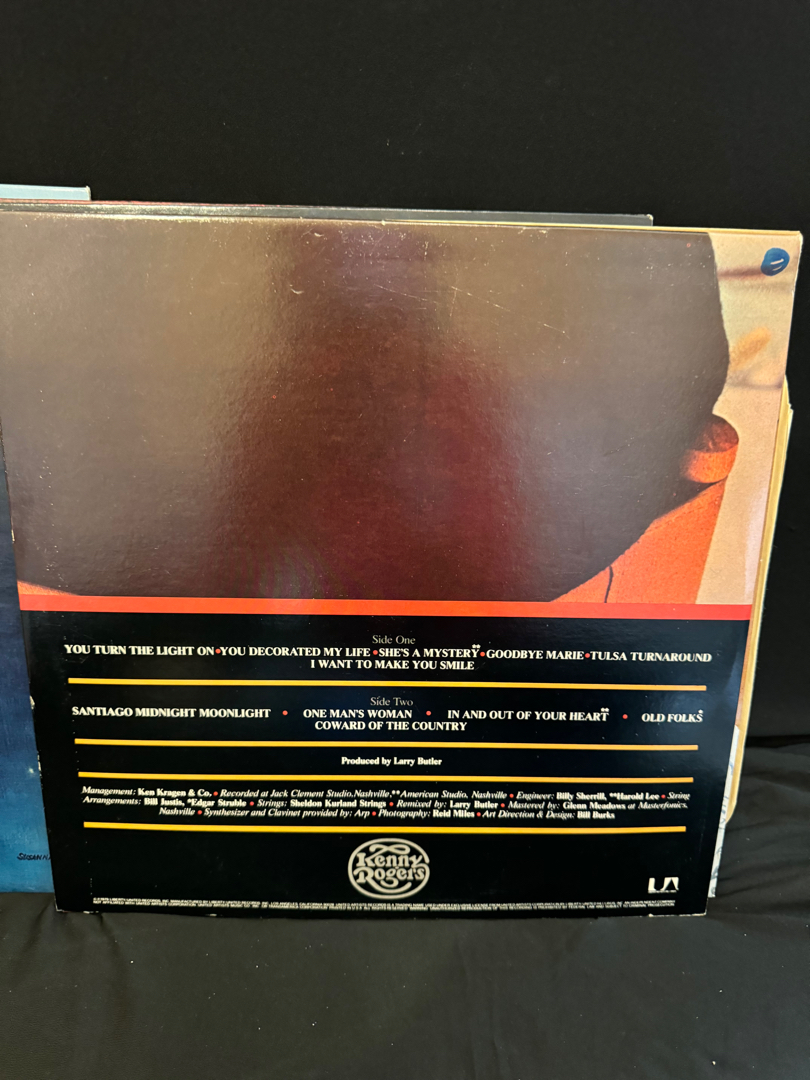 Side One
YOU TURN THE LIGHT ON•YOU DECORATED MY LIFE•SHE'S A MYSTERY**•GOODBYE MARIE•TULSA TURNAROUND
I WANT TO MAKE YOU SMILE
Side Two
SANTIAGO MIDNIGHT MOONLIGHT • ONE MAN'S WOMAN • IN AND OUT OF YOUR HEART** • OLD FOLKS*
COWARD OF THE COUNTRY
Produced by Larry Butler
Management: Ken Kragen & Co. • Recorded at Jack Clement Studio, Nashville, **American Studio, Nashville • Engineer: Billy Sherrill, **Harold Lee • String
Arrangements: Bill Justis, *Edgar Struble • Strings: Sheldon Kurland Strings • Remixed by: Larry Butler • Mastered by: Glenn Meadows at Masterfonics,
Nashville • Synthesizer and Clavinet provided by: Arp • Photography: Reid Miles • Art Direction & Design: Bill Burks
Kenny
Rogers
UA
SUSAN